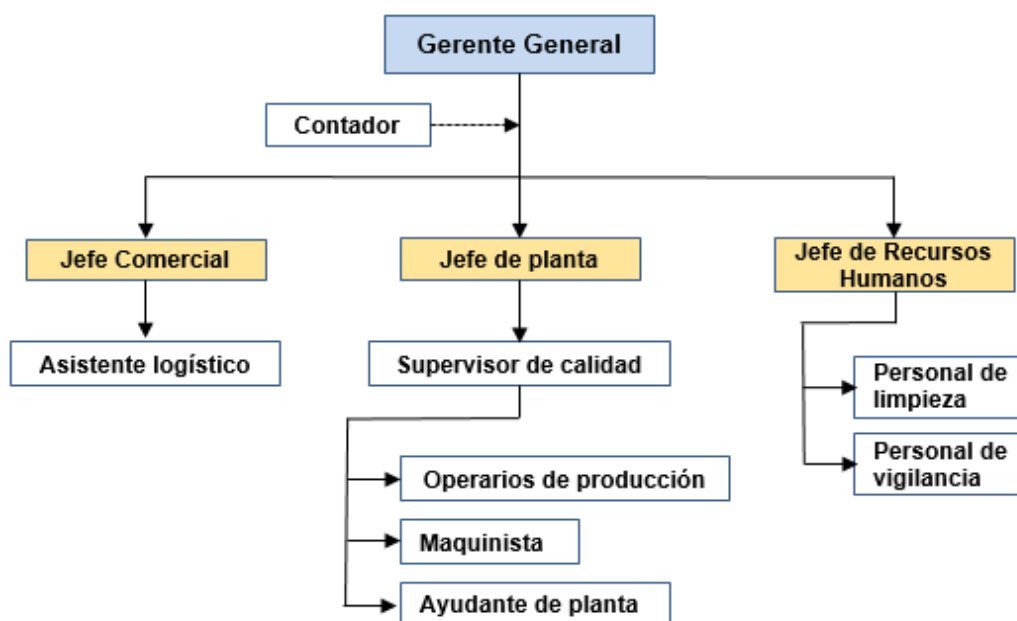 Gerente General
Contador
Jefe Comercial
Jefe de planta
Jefe de Recursos
Humanos
Asistente logístico
Supervisor de calidad
Personal de
limpieza
Personal de
vigilancia
Operarios de producción
Maquinista
Ayudante de planta